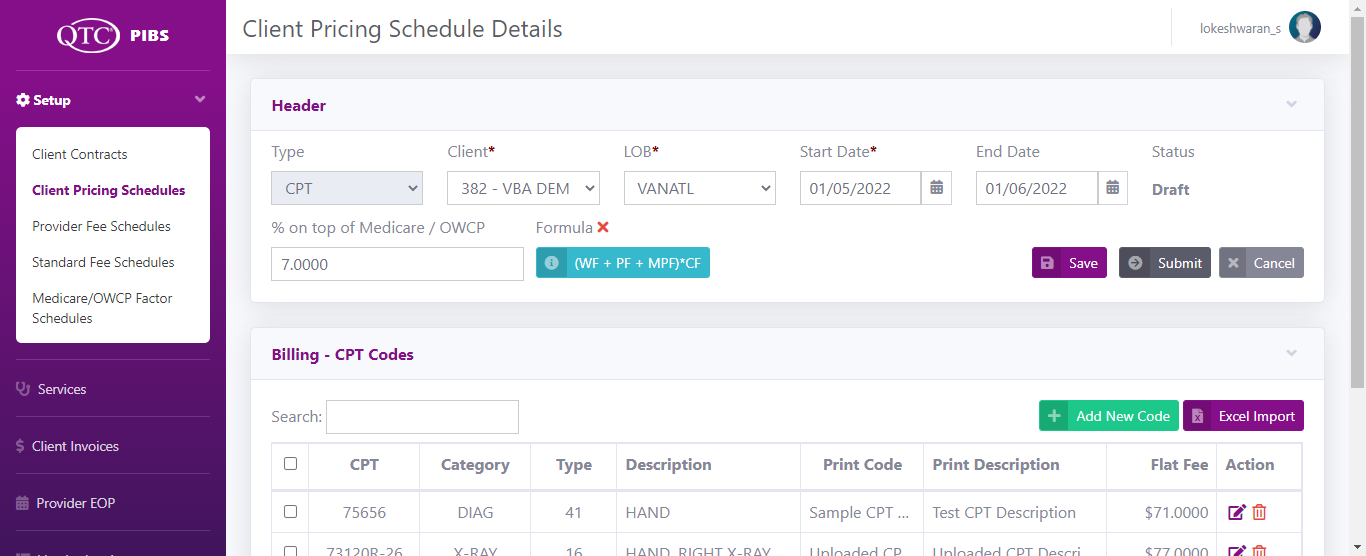 QTC PIBS
Client Pricing Schedule Details
lokeshwaran_s
Setup
Client Contracts
Client Pricing Schedules
Provider Fee Schedules
Standard Fee Schedules
Medicare/OWCP Factor
Schedules
Services
Client Invoices
Provider EOP
Header
Type Client* LOB* Start Date* End Date Status
CPT 382 - VBA DEM VANATL 01/05/2022 01/06/2022 Draft
% on top of Medicare / OWCP Formula
7.0000 (WF + PF + MPF)*CF Save Submit Cancel
Billing - CPT Codes
Search: Add New Code Excel Import
CPT Category Type Description Print Code Print Description Flat Fee Action
75656 DIAG 41 HAND Sample CPT ... Test CPT Description $71.0000
73120R-26 X-RAY 16 HAND, RIGHT X-RAY Uploaded CP... Uploaded CPT Descri... $77.0000